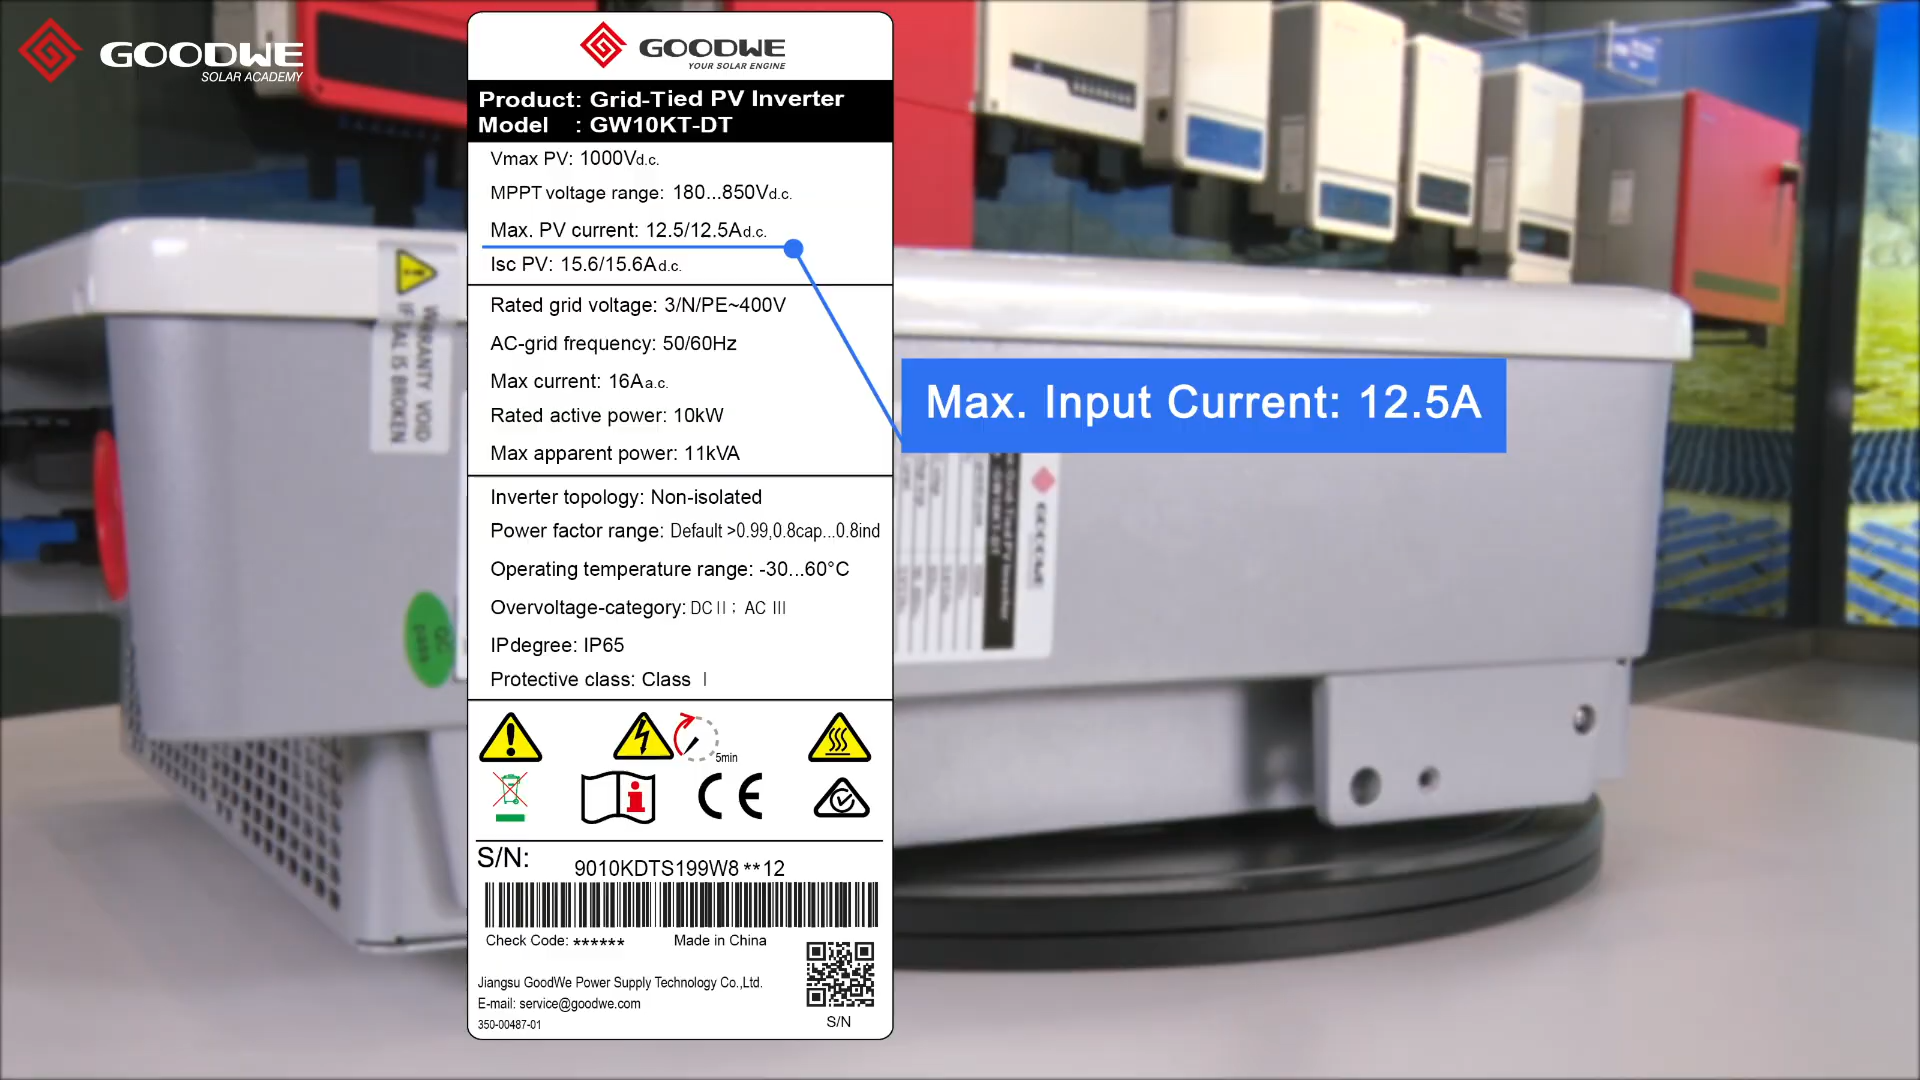 GOODWE
SOLAR ACADEMY
GOODWE
YOUR SOLAR ENGINE
Product: Grid-Tied PV Inverter
Model : GW10KT-DT
Vmax PV: 1000Vd.c.
MPPT voltage range: 180...850Vd.c.
Max. PV current: 12.5/12.5Ad.c.
Isc PV: 15.6/15.6Ad.c.
Rated grid voltage: 3/N/PE~400V
AC-grid frequency: 50/60Hz
Max current: 16Aa.c.
Rated active power: 10kW
Max apparent power: 11kVA
Inverter topology: Non-isolated
Power factor range: Default >0.99,0.8cap...0.8ind
Operating temperature range: -30...60°C
Overvoltage-category: DC II ; AC III
IPdegree: IP65
Protective class: Class I
5min
CE
S/N:
9010KDTS199W8**12
Check Code: ******
Made in China
Jiangsu GoodWe Power Supply Technology Co.,Ltd.
E-mail: service@goodwe.com
350-00487-01
S/N
Max. Input Current: 12.5A
WARRANTY VOID
IF SEAL IS BROKEN
QC
pass
GOODWE